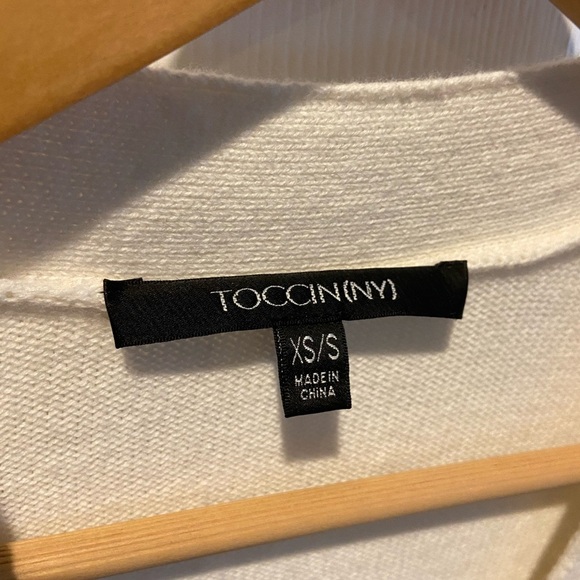 TOCCIN(NY)
XS/S
MADE IN
CHINA